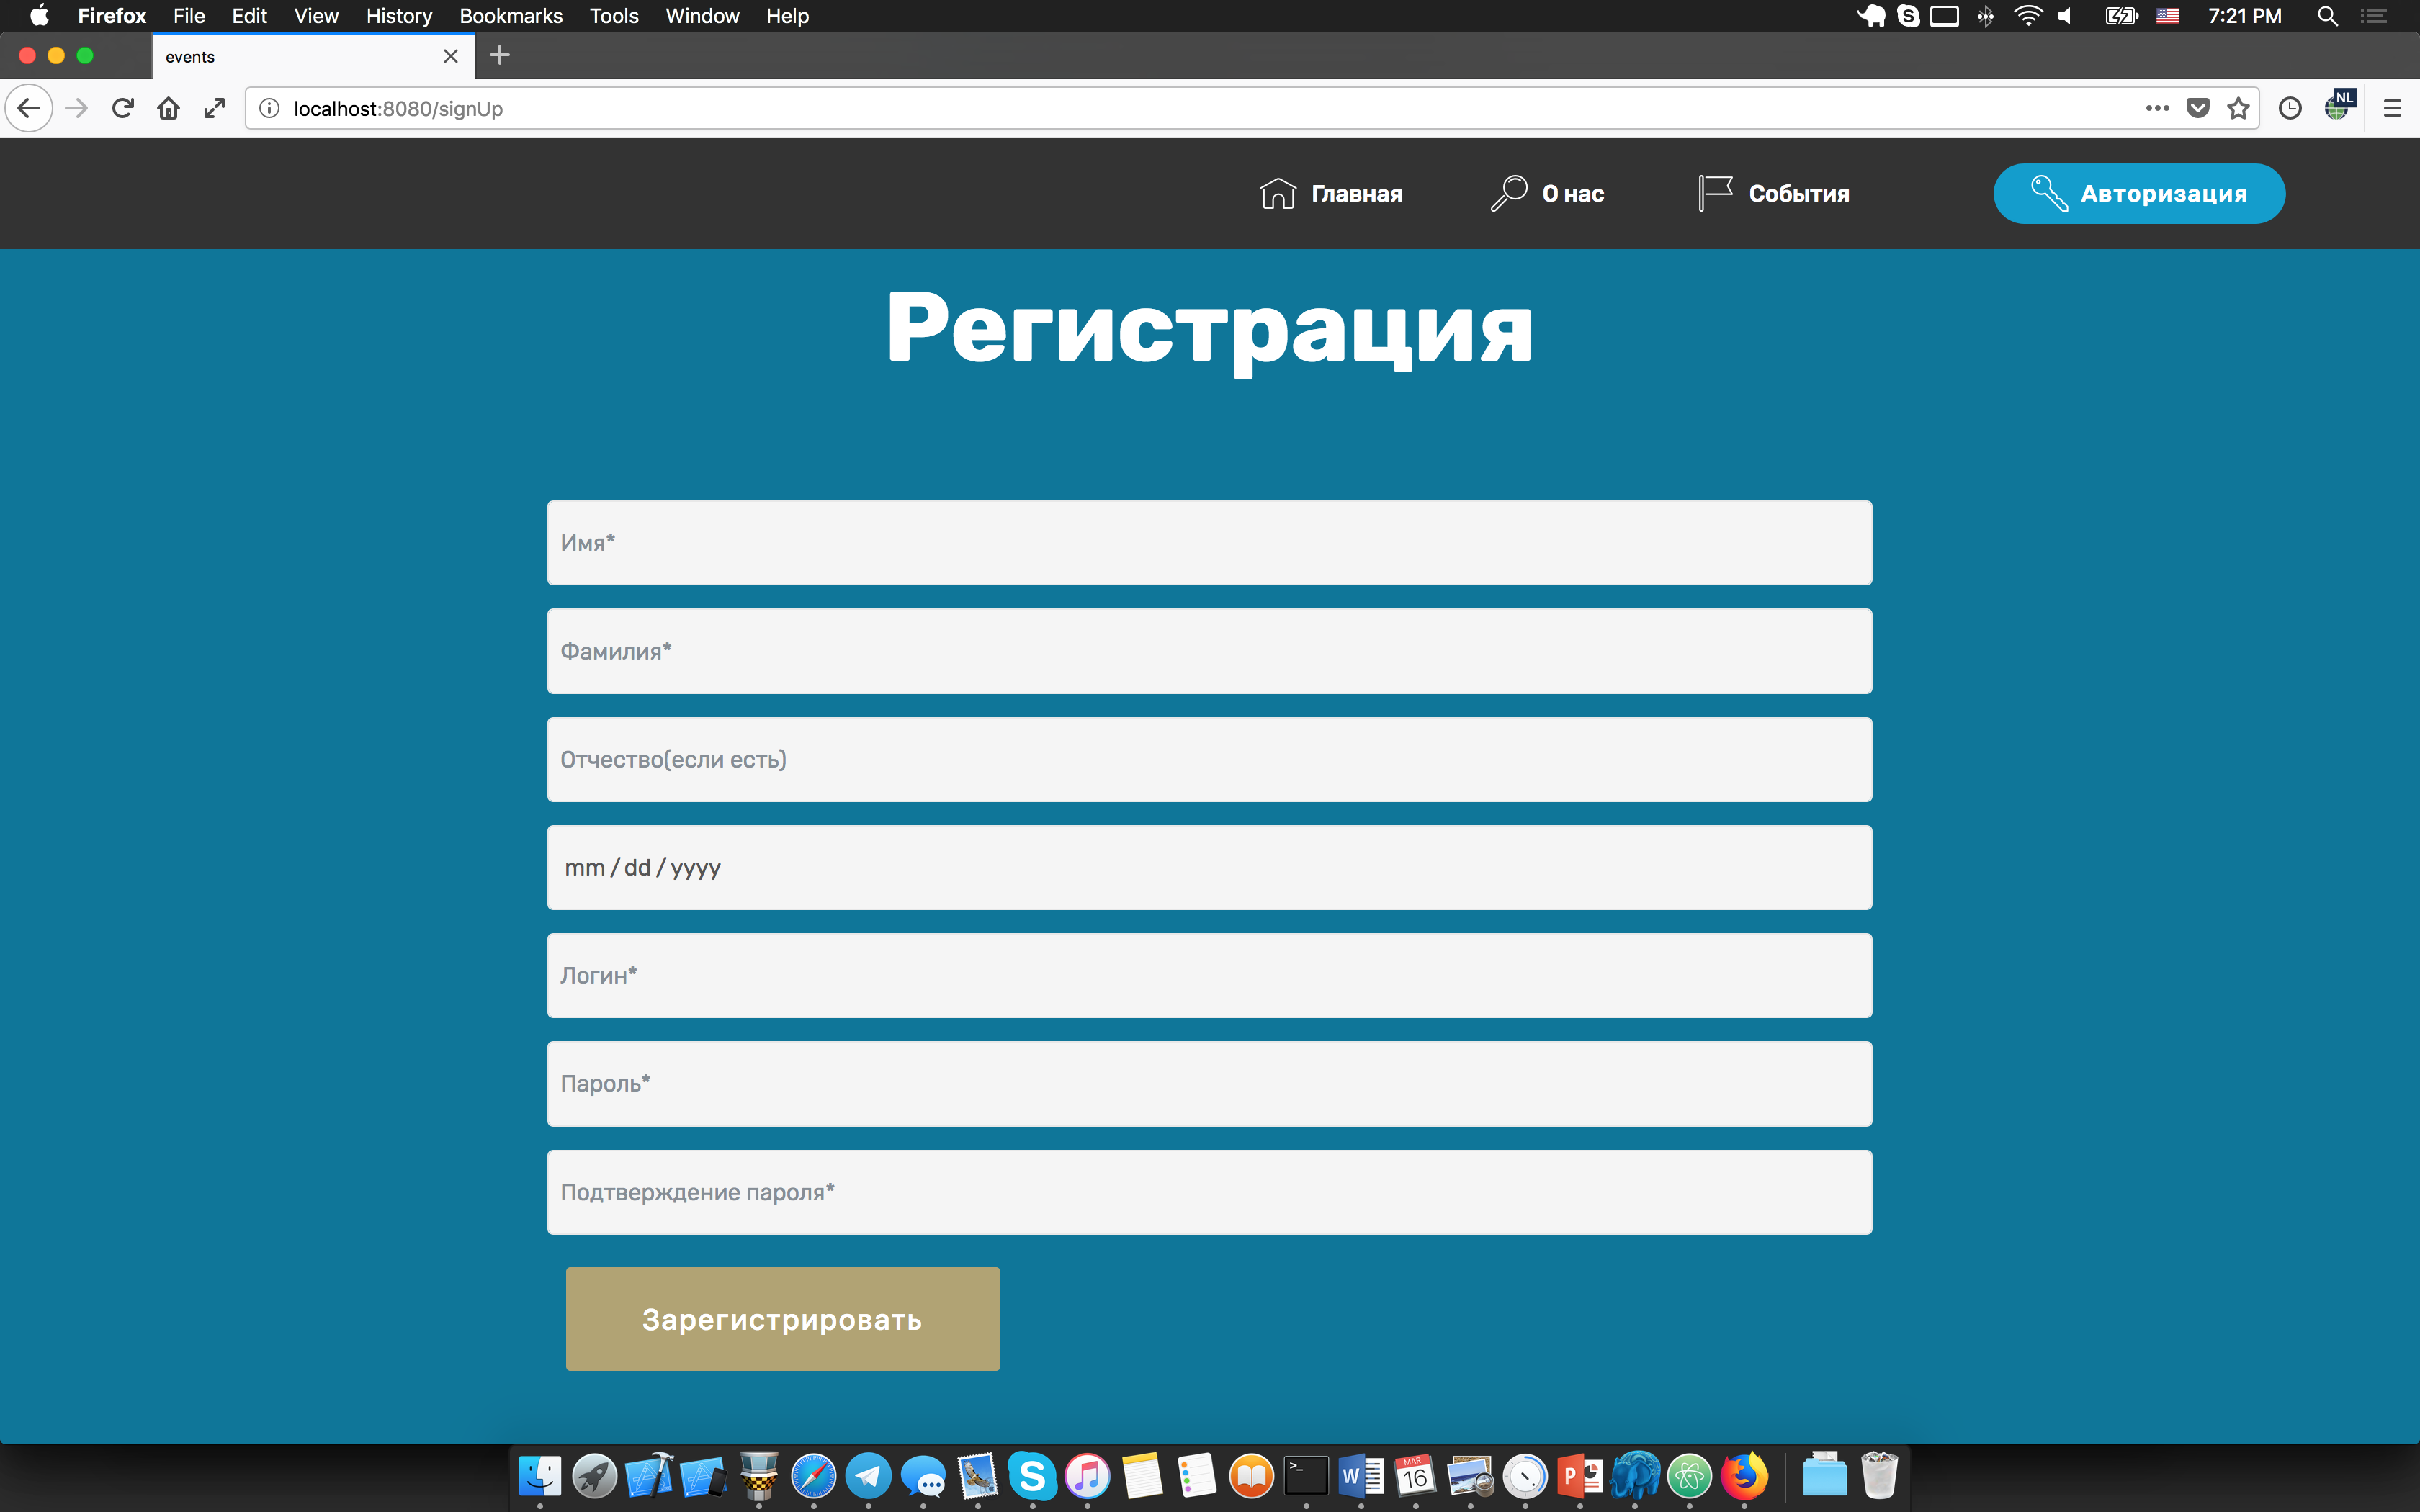 Firefox File Edit View History Bookmarks Tools Window Help 7:21 PM
events
localhost:8080/signUp NL
Главная О нас События Авторизация
Регистрация
Имя*
Фамилия*
Отчество(если есть)
mm / dd / yyyy
Логин*
Пароль*
Подтверждение пароля*
Зарегистрировать
MAR
16